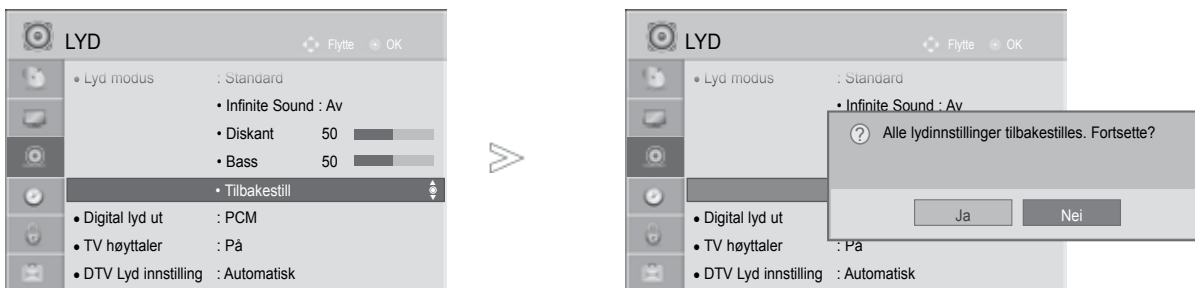 LYD
Flytte OK
• Lyd modus : Standard
• Infinite Sound : Av
• Diskant 50
• Bass 50
• Tilbakestill
• Digital lyd ut : PCM
• TV høyttaler : På
• DTV Lyd innstilling : Automatisk
LYD
Flytte OK
• Lyd modus : Standard
• Infinite Sound : Av
? Alle lydinnstillinger tilbakestilles. Fortsette?
Ja Nei
• Digital lyd ut
• TV høyttaler : På
• DTV Lyd innstilling : Automatisk